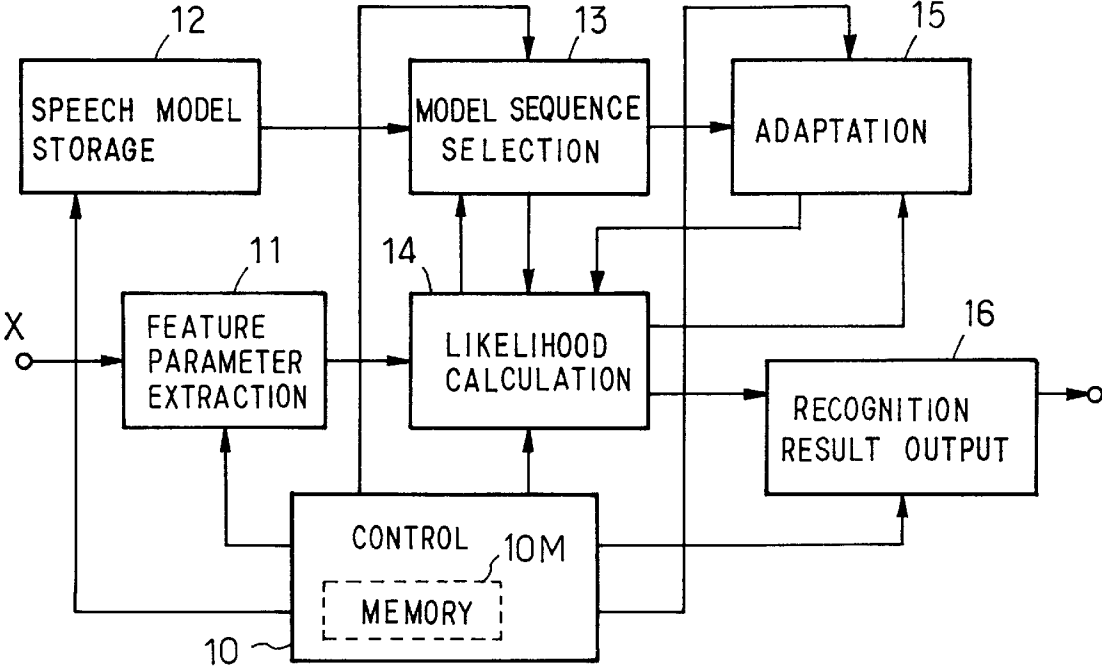 12
SPEECH MODEL
STORAGE
13
MODEL SEQUENCE
SELECTION
15
ADAPTATION
X
11
FEATURE
PARAMETER
EXTRACTION
14
LIKELIHOOD
CALCULATION
16
RECOGNITION
RESULT OUTPUT
CONTROL
10M
MEMORY
10